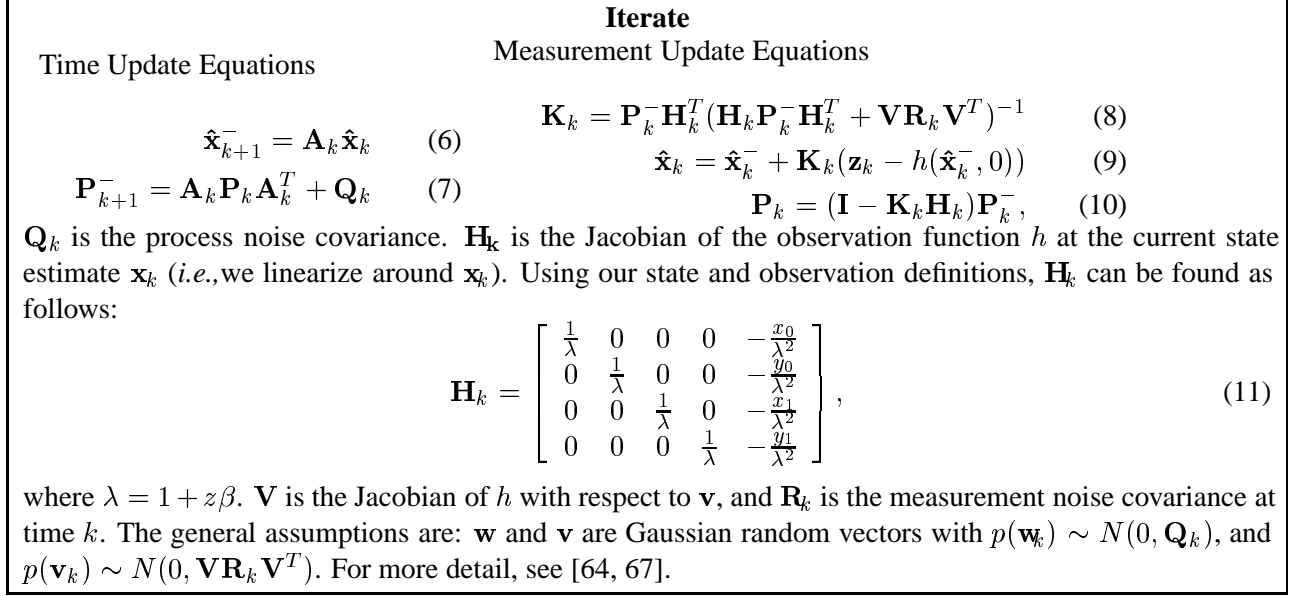 Iterate
Time Update Equations
Measurement Update Equations
x̂⁻ₖ₊₁ = Aₖx̂ₖ (6)
P⁻ₖ₊₁ = AₖPₖAₖᵀ + Qₖ (7)
Kₖ = P⁻ₖHₖᵀ(HₖP⁻ₖHₖᵀ + VRₖVᵀ)⁻¹ (8)
x̂ₖ = x̂⁻ₖ + Kₖ(zₖ − h(x̂⁻ₖ, 0)) (9)
Pₖ = (I − KₖHₖ)P⁻ₖ, (10)
Qₖ is the process noise covariance. Hₖ is the Jacobian of the observation function h at the current state
estimate xₖ (i.e.,we linearize around xₖ). Using our state and observation definitions, Hₖ can be found as
follows:
Hₖ = [ 1/λ 0 0 0 −x₀/λ²
0 1/λ 0 0 −y₀/λ²
0 0 1/λ 0 −x₁/λ²
0 0 0 1/λ −y₁/λ² ], (11)
where λ = 1 + zβ. V is the Jacobian of h with respect to v, and Rₖ is the measurement noise covariance at
time k. The general assumptions are: w and v are Gaussian random vectors with p(wₖ) ∼ N(0, Qₖ), and
p(vₖ) ∼ N(0, VRₖVᵀ). For more detail, see [64, 67].